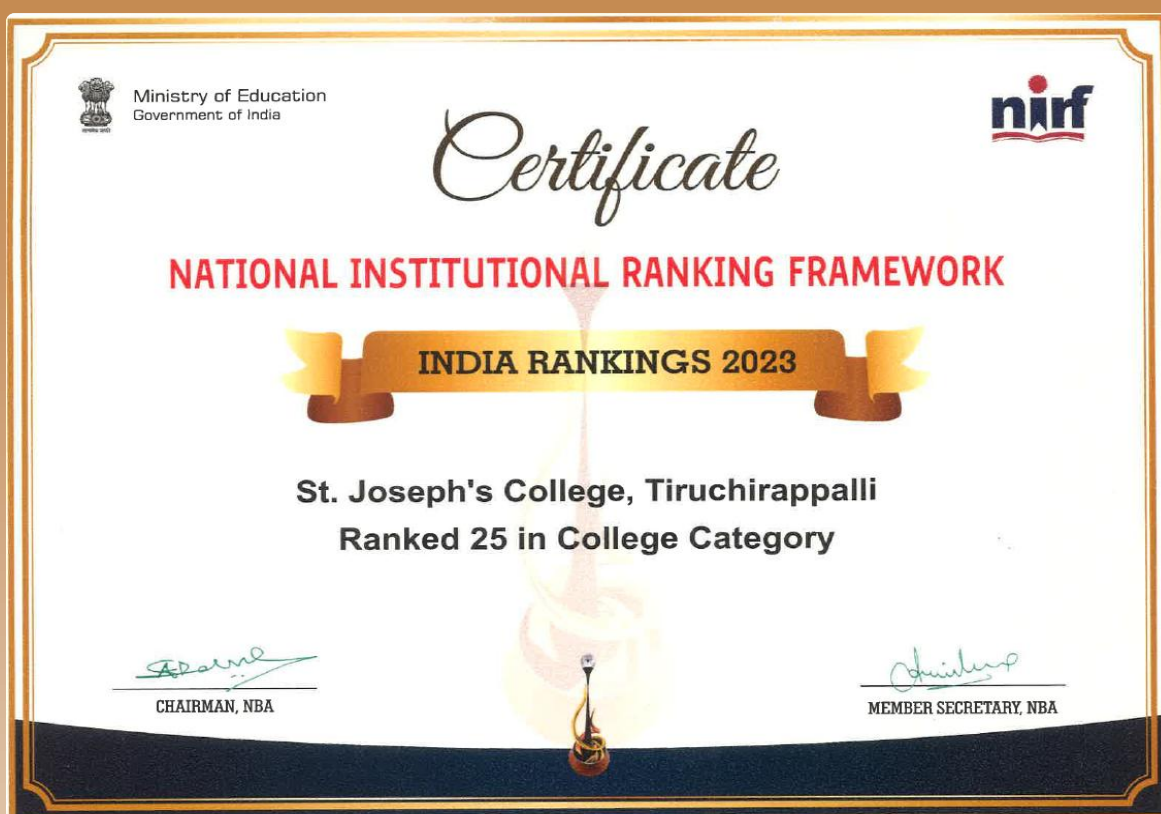 Ministry of Education
Government of India
nirf
Certificate
NATIONAL INSTITUTIONAL RANKING FRAMEWORK
INDIA RANKINGS 2023
St. Joseph's College, Tiruchirappalli
Ranked 25 in College Category
CHAIRMAN, NBA
MEMBER SECRETARY, NBA